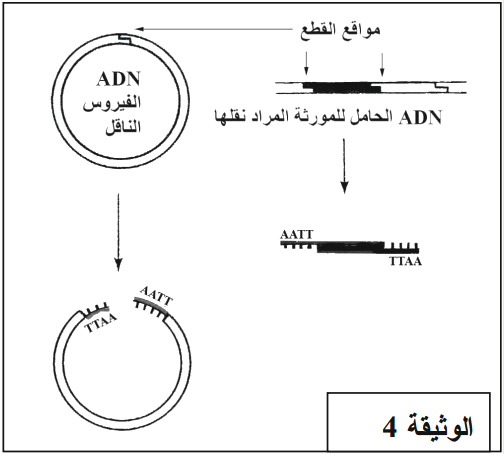 مواقع القطع
ADN
الفيروس
الناقل
ADN الحامل للمورثة المراد نقلها
AATT
TTAA
AATT
TTAA
الوثيقة 4